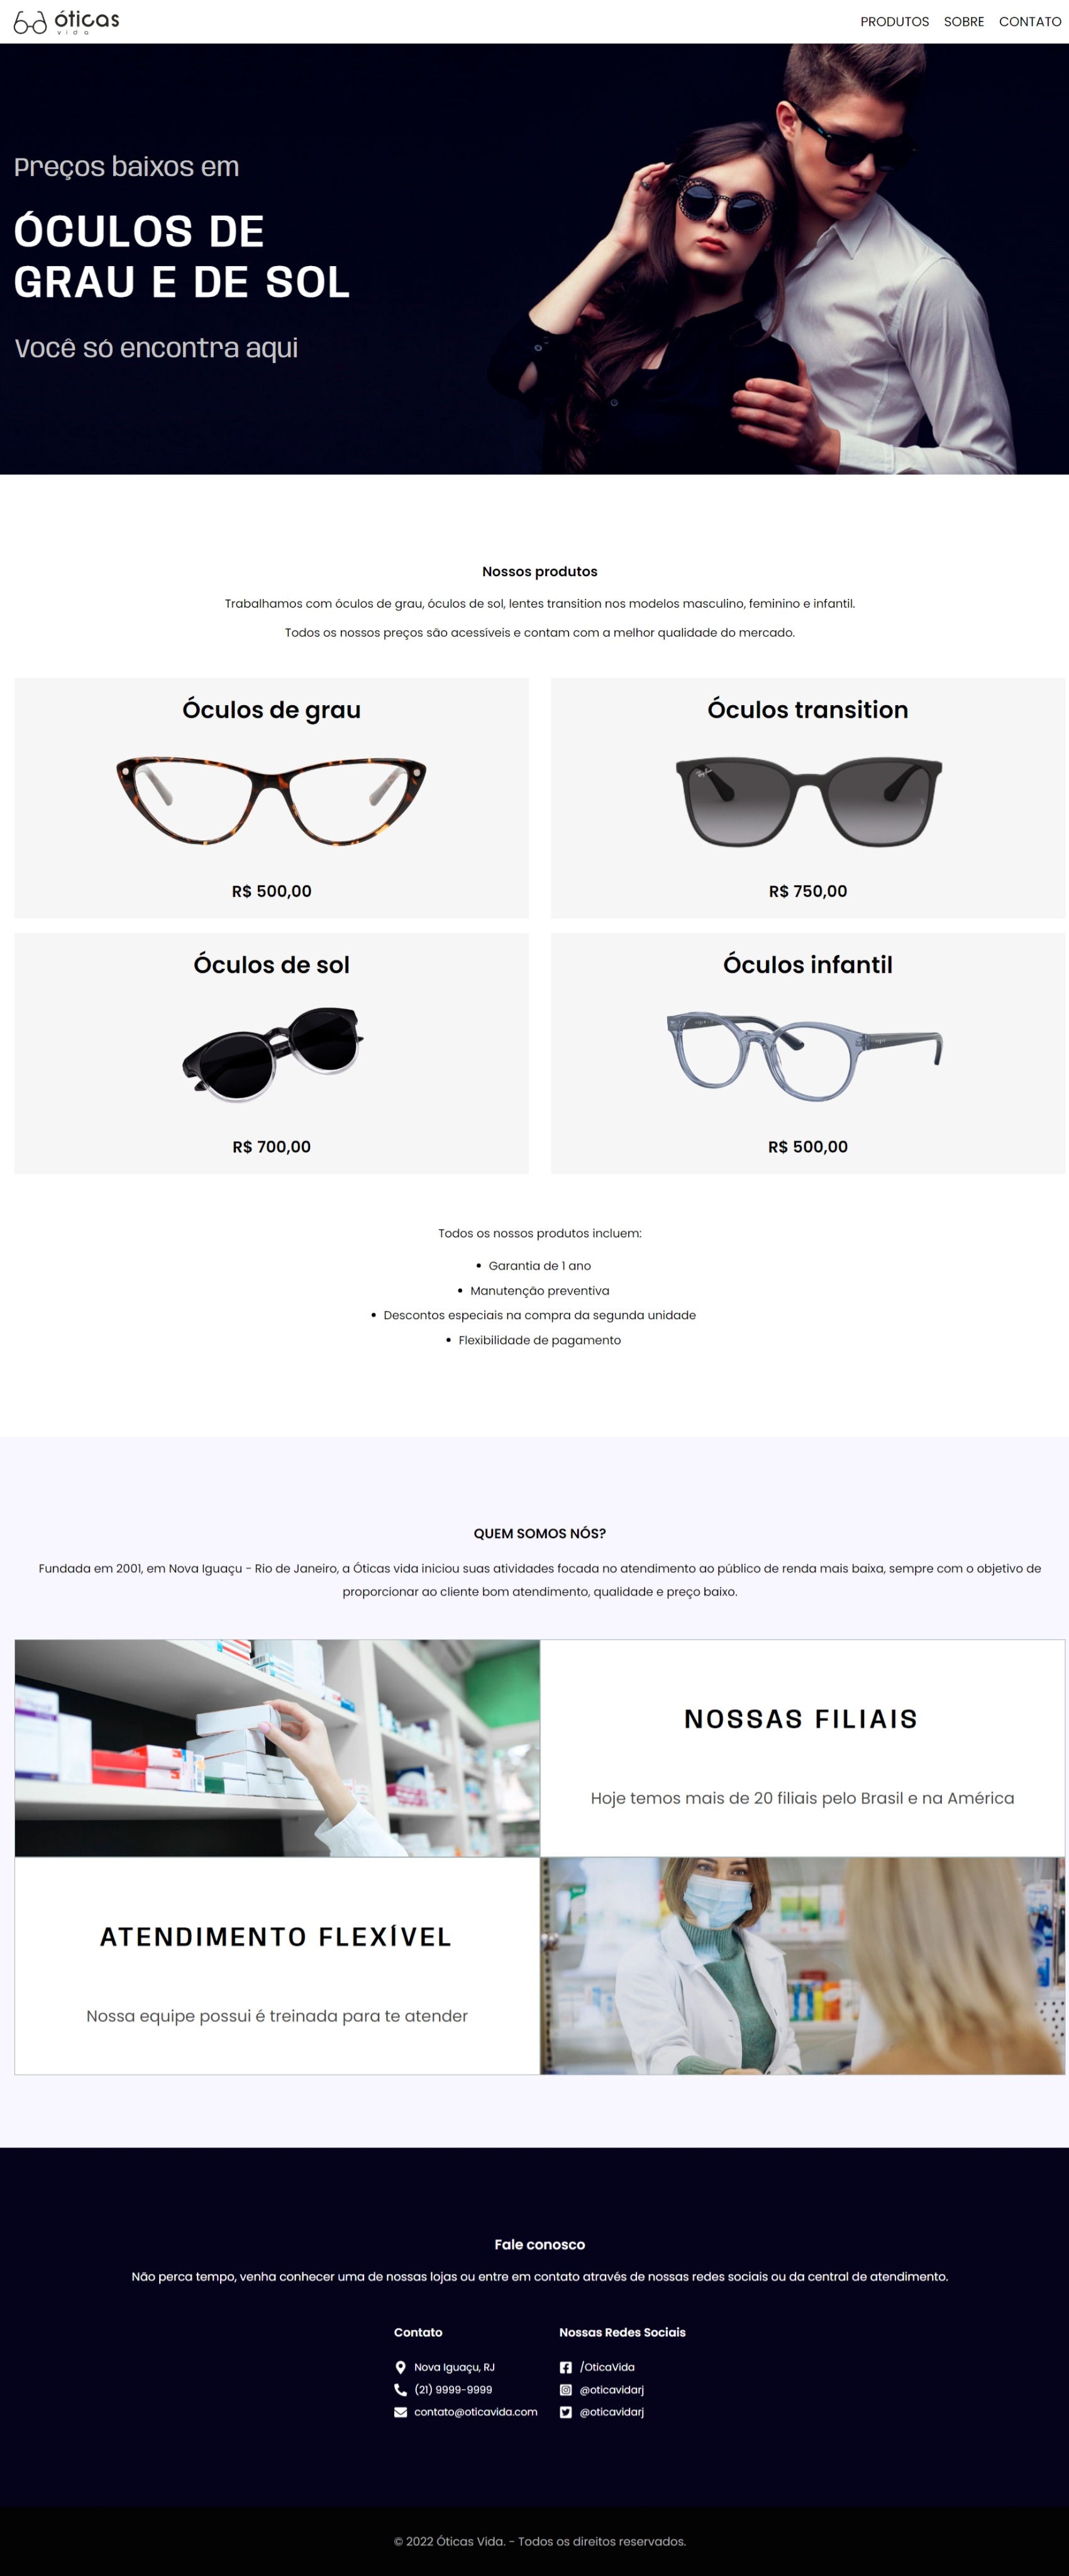 óticas
vida
PRODUTOS SOBRE CONTATO
Preços baixos em
ÓCULOS DE
GRAU E DE SOL
Você só encontra aqui
Nossos produtos
Trabalhamos com óculos de grau, óculos de sol, lentes transition nos modelos masculino, feminino e infantil.
Todos os nossos preços são acessíveis e contam com a melhor qualidade do mercado.
Óculos de grau
R$ 500,00
Óculos transition
Ray-Ban
R$ 750,00
Óculos de sol
R$ 700,00
Óculos infantil
R$ 500,00
Todos os nossos produtos incluem:
• Garantia de 1 ano
• Manutenção preventiva
• Descontos especiais na compra da segunda unidade
• Flexibilidade de pagamento
QUEM SOMOS NÓS?
Fundada em 2001, em Nova Iguaçu - Rio de Janeiro, a Óticas vida iniciou suas atividades focada no atendimento ao público de renda mais baixa, sempre com o objetivo de
proporcionar ao cliente bom atendimento, qualidade e preço baixo.
NOSSAS FILIAIS
Hoje temos mais de 20 filiais pelo Brasil e na América
ATENDIMENTO FLEXÍVEL
Nossa equipe possui é treinada para te atender
Fale conosco
Não perca tempo, venha conhecer uma de nossas lojas ou entre em contato através de nossas redes sociais ou da central de atendimento.
Contato
Nova Iguaçu, RJ
(21) 9999-9999
contato@oticavida.com
Nossas Redes Sociais
/OticaVida
@oticavidarj
@oticavidarj
© 2022 Óticas Vida. - Todos os direitos reservados.